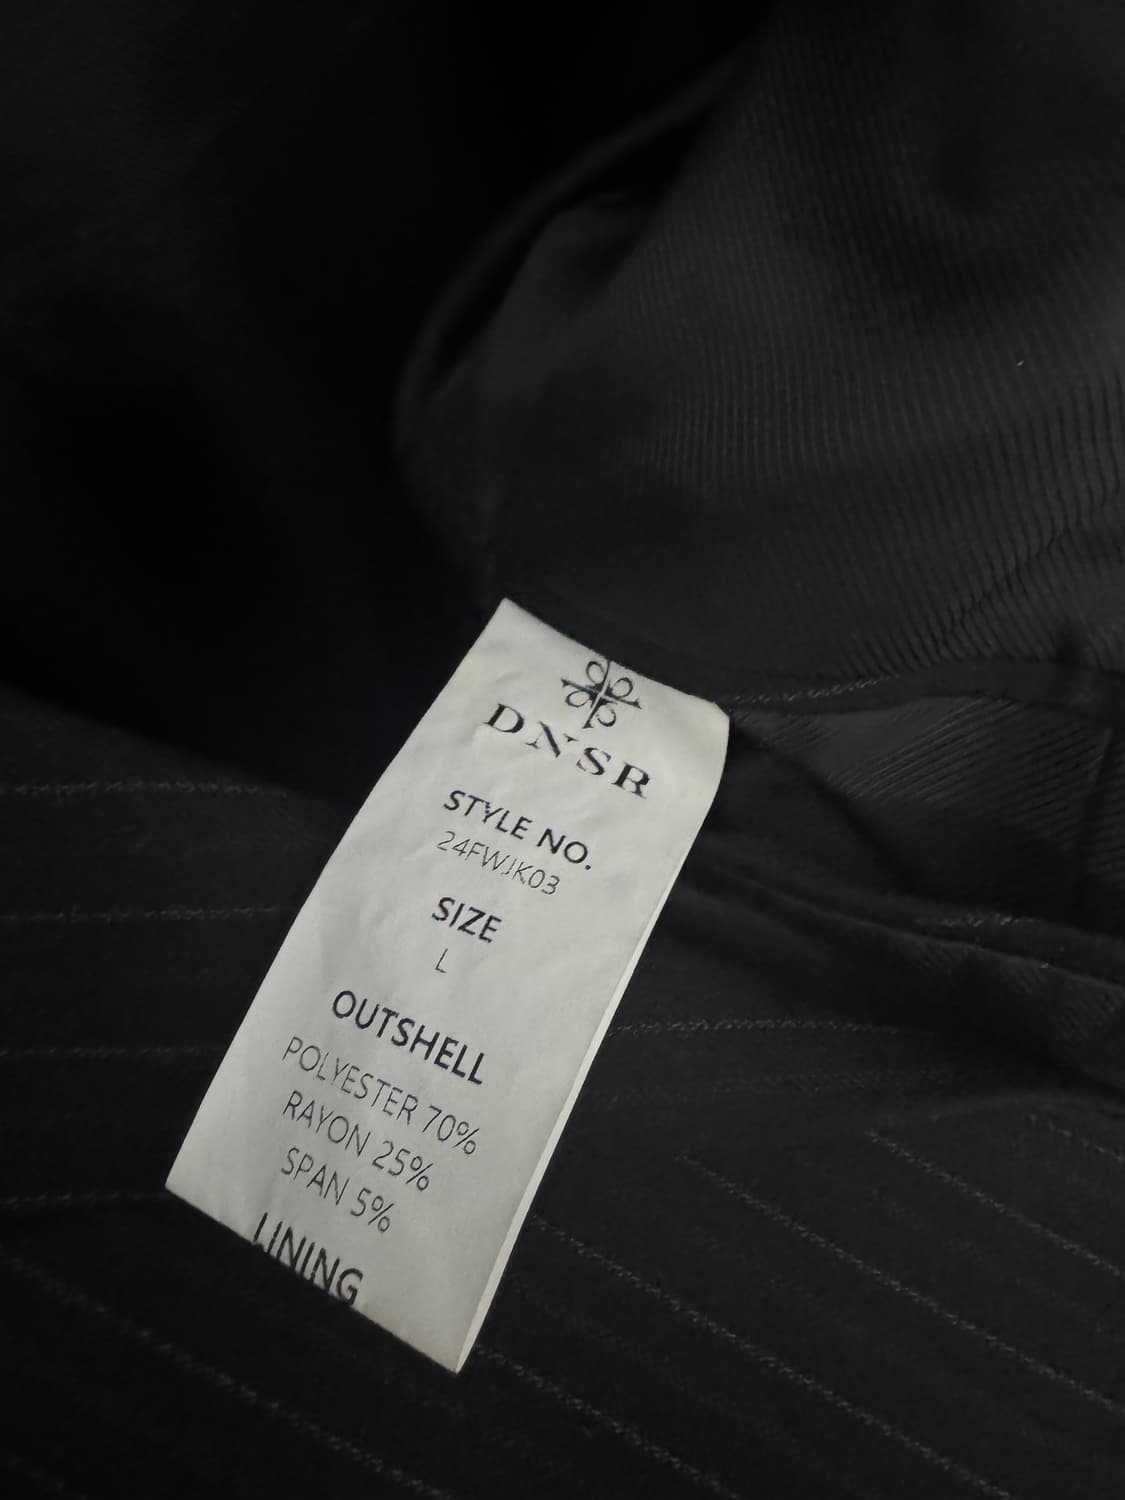 DNSR
STYLE NO.
24FWJK03
SIZE
L
OUTSHELL
POLYESTER 70%
RAYON 25%
SPAN 5%
LINING